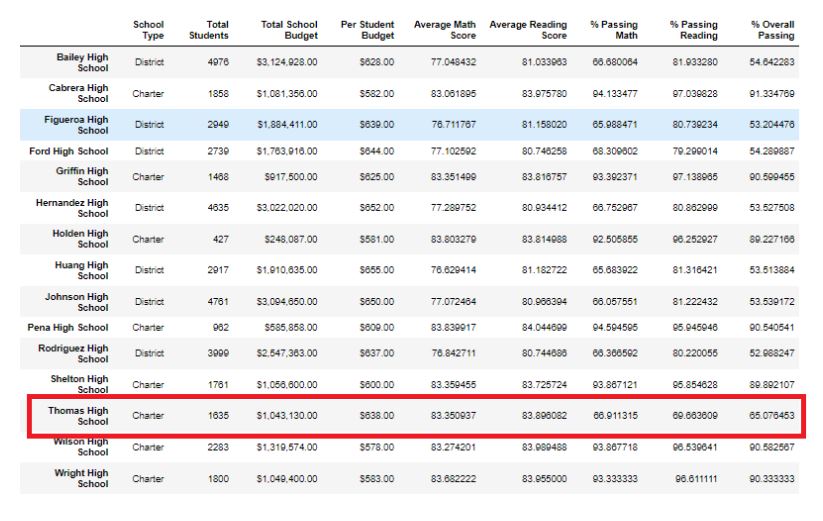 School Type Total Students Total School Budget Per Student Budget Average Math Score Average Reading Score % Passing Math % Passing Reading % Overall Passing
Bailey High School District 4976 $3,124,928.00 $628.00 77.048432 81.033963 66.680064 81.933280 54.642283
Cabrera High School Charter 1858 $1,081,356.00 $582.00 83.061895 83.975780 94.133477 97.039828 91.334769
Figueroa High School District 2949 $1,884,411.00 $639.00 76.711767 81.158020 65.988471 80.739234 53.204476
Ford High School District 2739 $1,763,916.00 $644.00 77.102592 80.746258 68.309602 79.299014 54.289887
Griffin High School Charter 1468 $917,500.00 $625.00 83.351499 83.816757 93.392371 97.138965 90.599455
Hernandez High School District 4635 $3,022,020.00 $652.00 77.289752 80.934412 66.752967 80.862999 53.527508
Holden High School Charter 427 $248,087.00 $581.00 83.803279 83.814988 92.505855 96.252927 89.227166
Huang High School District 2917 $1,910,635.00 $655.00 76.629414 81.182722 65.683922 81.316421 53.513884
Johnson High School District 4761 $3,094,650.00 $650.00 77.072464 80.966394 66.057551 81.222432 53.539172
Pena High School Charter 962 $585,858.00 $609.00 83.839917 84.044699 94.594595 95.945946 90.540541
Rodriguez High School District 3999 $2,547,363.00 $637.00 76.842711 80.744686 66.366592 80.220055 52.988247
Shelton High School Charter 1761 $1,056,600.00 $600.00 83.359455 83.725724 93.867121 95.854628 89.892107
Thomas High School Charter 1635 $1,043,130.00 $638.00 83.350937 83.896082 66.911315 69.663609 65.076453
Wilson High School Charter 2283 $1,319,574.00 $578.00 83.274201 83.989488 93.867718 96.539641 90.582567
Wright High School Charter 1800 $1,049,400.00 $583.00 83.682222 83.955000 93.333333 96.611111 90.333333